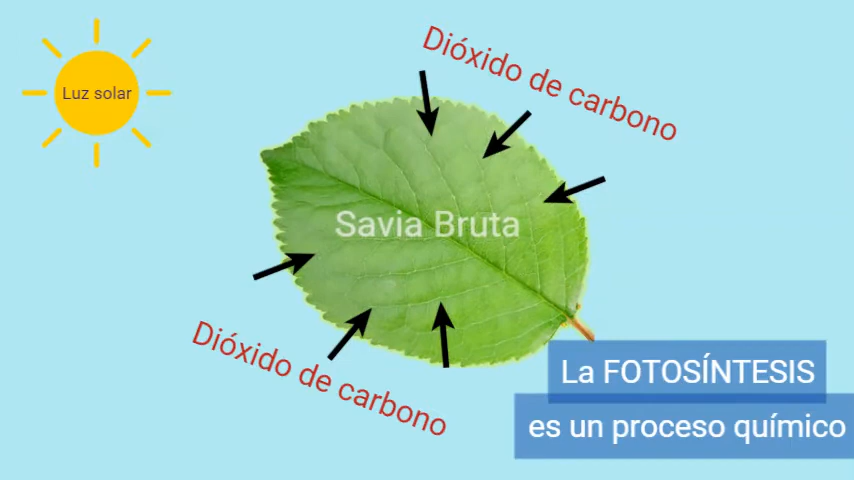 Luz solar
Dióxido de carbono
Savia Bruta
Dióxido de carbono
La FOTOSÍNTESIS
es un proceso químico